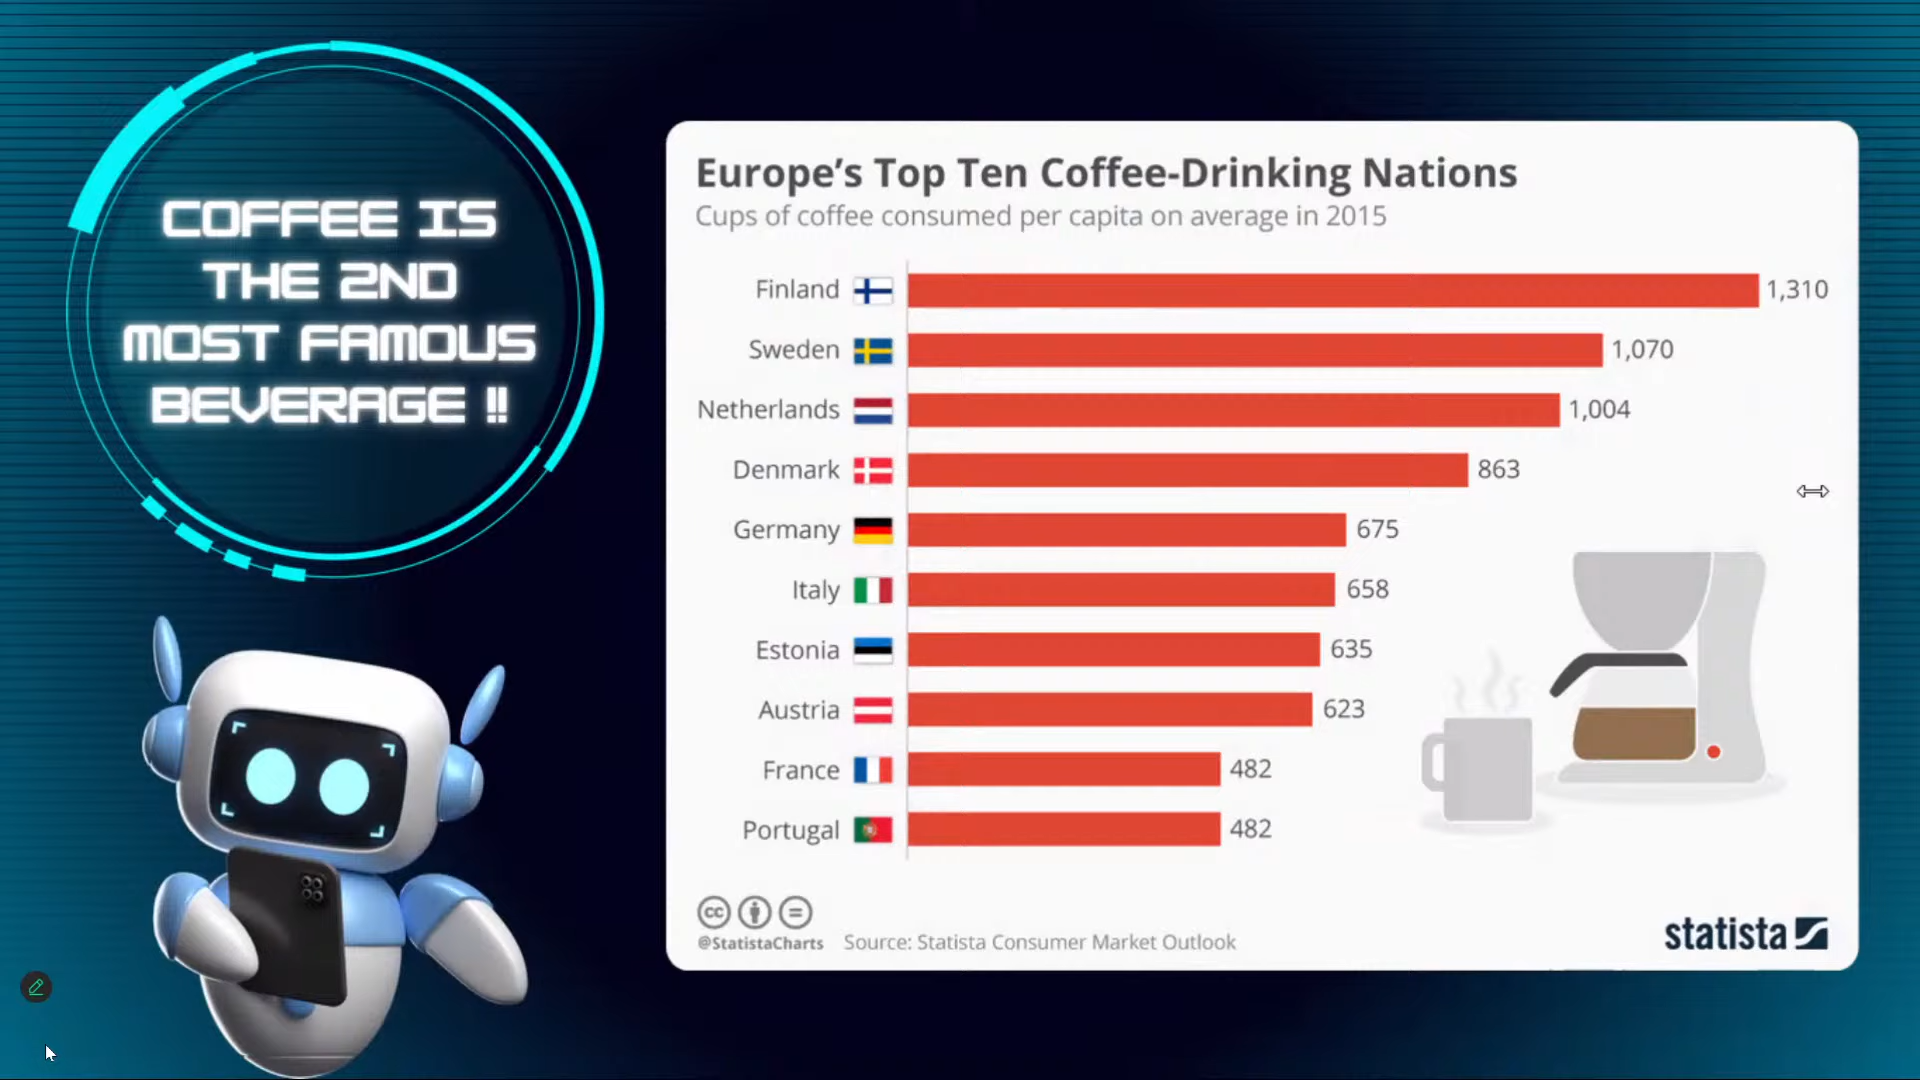 COFFEE IS
THE 2ND
MOST FAMOUS
BEVERAGE !!
Europe's Top Ten Coffee-Drinking Nations
Cups of coffee consumed per capita on average in 2015
Finland 1,310
Sweden 1,070
Netherlands 1,004
Denmark 863
Germany 675
Italy 658
Estonia 635
Austria 623
France 482
Portugal 482
cc =
@StatistaCharts Source: Statista Consumer Market Outlook
statista